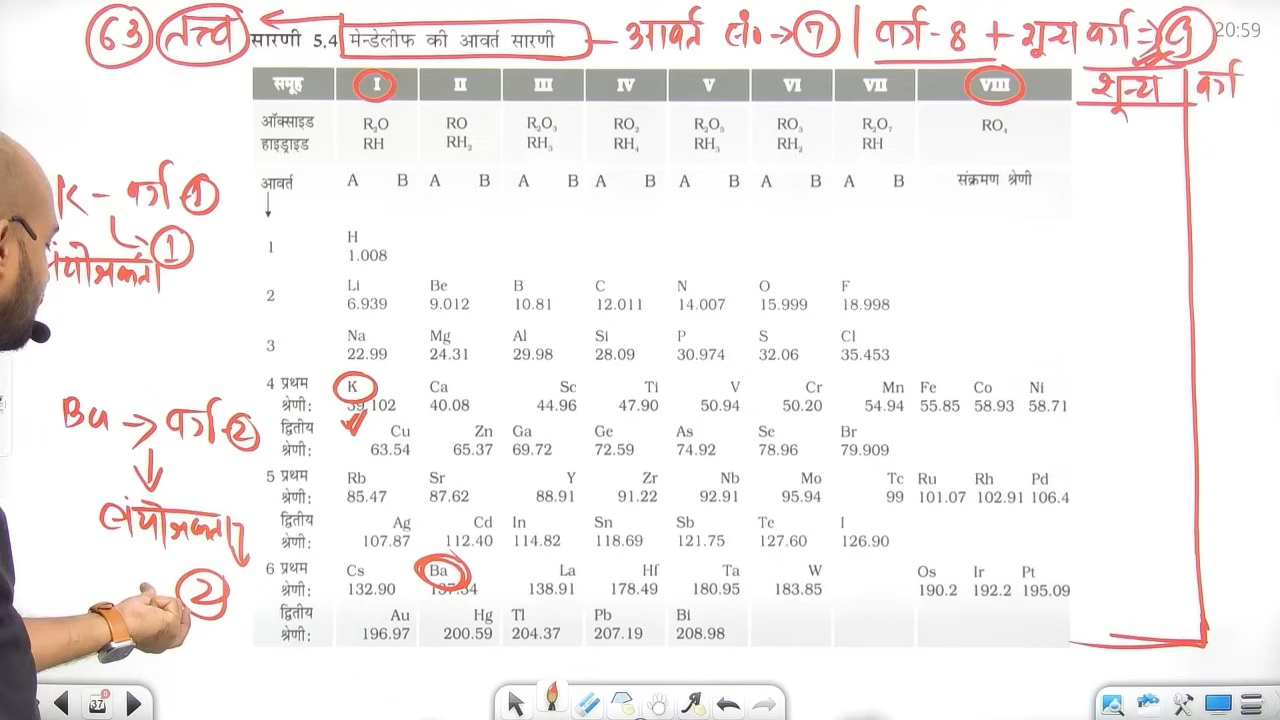 63 तत्त्व सारणी 5.4 मेन्डेलीफ की आवर्त सारणी – आवर्त सं० → 7 | वर्ग - 8 + शून्य वर्ग ⇒ 9 20:59
समूह I II III IV V VI VII VIII शून्य वर्ग
ऑक्साइड R₂O RO R₂O₃ RO₂ R₂O₅ RO₃ R₂O₇ RO₄
हाइड्राइड RH RH₂ RH₃ RH₄ RH₃ RH₂ RH
आवर्त A B A B A B A B A B A B A B संक्रमण श्रेणी
K – वर्ग 1
संयोजकता 1
1 H
1.008
2 Li Be B C N O F
6.939 9.012 10.81 12.011 14.007 15.999 18.998
3 Na Mg Al Si P S Cl
22.99 24.31 29.98 28.09 30.974 32.06 35.453
4 प्रथम K Ca Sc Ti V Cr Mn Fe Co Ni
श्रेणी: 39.102 40.08 44.96 47.90 50.94 50.20 54.94 55.85 58.93 58.71
द्वितीय Cu Zn Ga Ge As Se Br
श्रेणी: 63.54 65.37 69.72 72.59 74.92 78.96 79.909
Ba → वर्ग 2
संयोजकता
2
5 प्रथम Rb Sr Y Zr Nb Mo Tc Ru Rh Pd
श्रेणी: 85.47 87.62 88.91 91.22 92.91 95.94 99 101.07 102.91 106.4
द्वितीय Ag Cd In Sn Sb Te I
श्रेणी: 107.87 112.40 114.82 118.69 121.75 127.60 126.90
6 प्रथम Cs Ba La Hf Ta W Os Ir Pt
श्रेणी: 132.90 137.34 138.91 178.49 180.95 183.85 190.2 192.2 195.09
द्वितीय Au Hg Tl Pb Bi
श्रेणी: 196.97 200.59 204.37 207.19 208.98
37